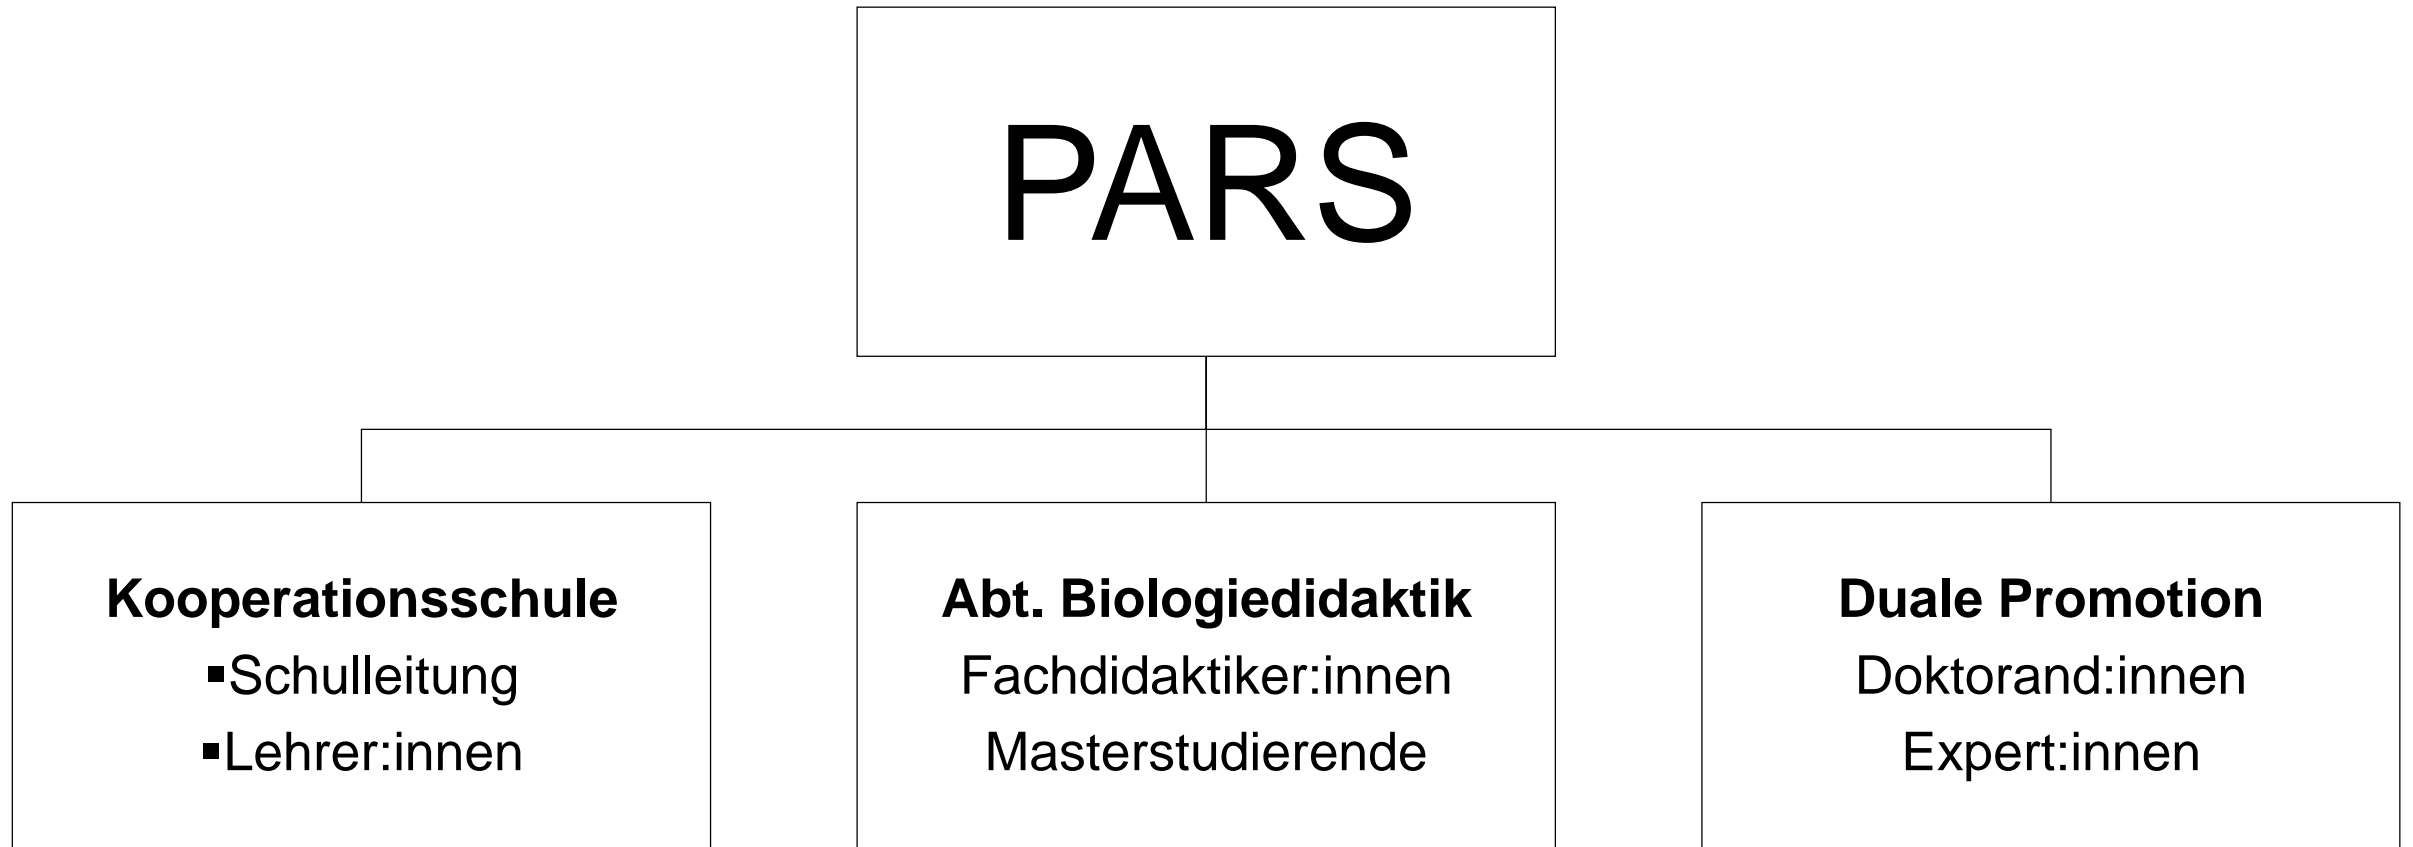 PARS
Kooperationsschule
▪Schulleitung
▪Lehrer:innen
Abt. Biologiedidaktik
Fachdidaktiker:innen
Masterstudierende
Duale Promotion
Doktorand:innen
Expert:innen